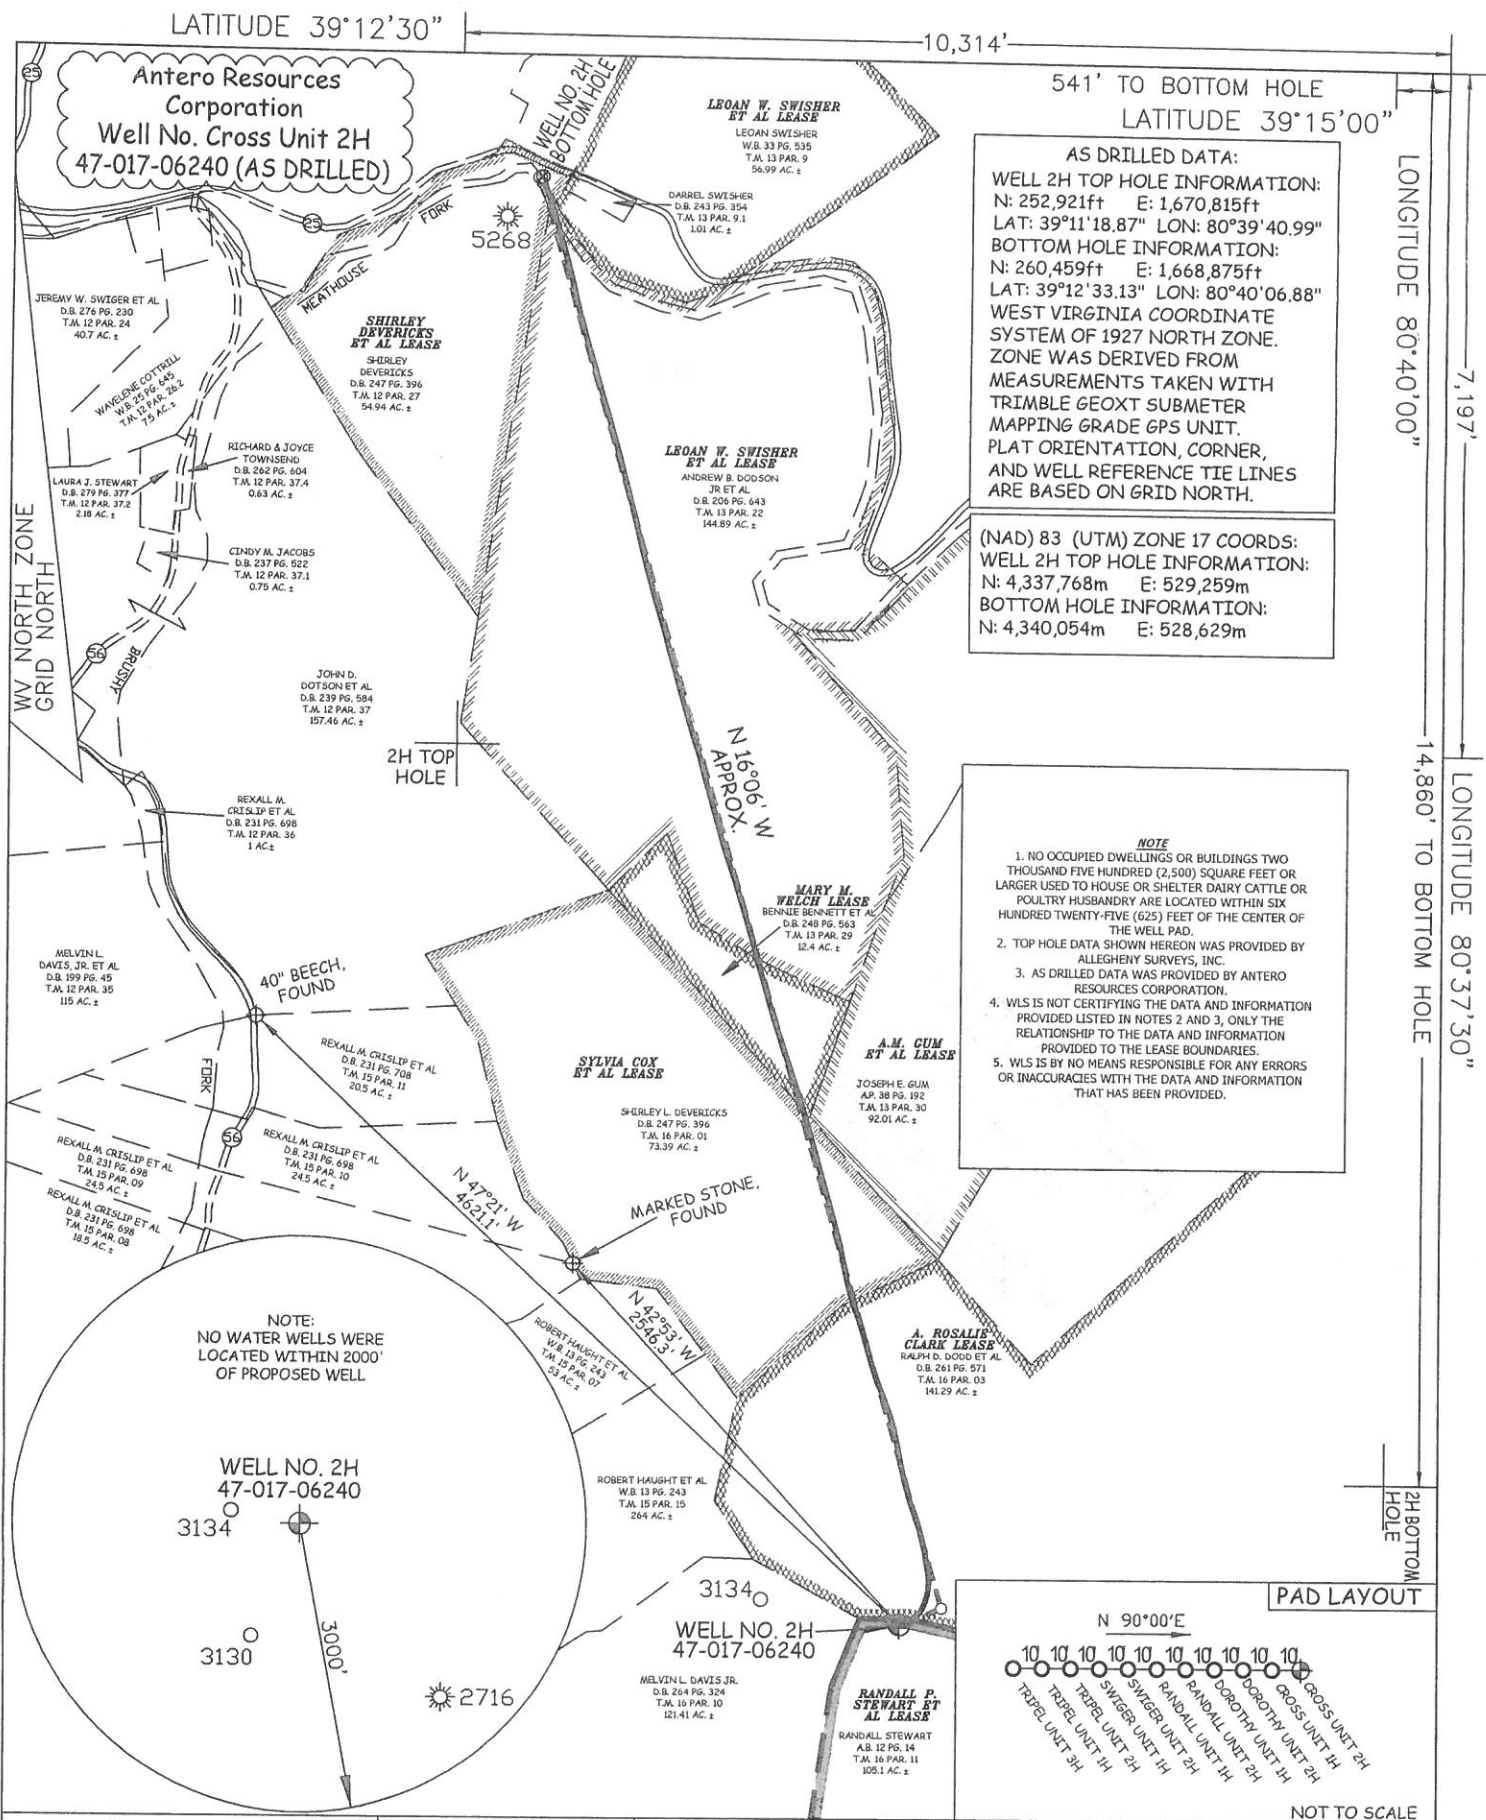 LATITUDE 39°12'30"
10,314'
Antero Resources
Corporation
Well No. Cross Unit 2H
47-017-06240 (AS DRILLED)
25
25
WELL NO. 2H
BOTTOM HOLE
541' TO BOTTOM HOLE
LATITUDE 39°15'00"
LEOAN W. SWISHER
ET AL LEASE
LEOAN SWISHER
W.B. 33 PG. 535
T.M. 13 PAR. 9
56.99 AC. ±
DARREL SWISHER
D.B. 243 PG. 354
T.M. 13 PAR. 9.1
1.01 AC. ±
AS DRILLED DATA:
WELL 2H TOP HOLE INFORMATION:
N: 252,921ft E: 1,670,815ft
LAT: 39°11'18.87" LON: 80°39'40.99"
BOTTOM HOLE INFORMATION:
N: 260,459ft E: 1,668,875ft
LAT: 39°12'33.13" LON: 80°40'06.88"
WEST VIRGINIA COORDINATE
SYSTEM OF 1927 NORTH ZONE.
ZONE WAS DERIVED FROM
MEASUREMENTS TAKEN WITH
TRIMBLE GEOXT SUBMETER
MAPPING GRADE GPS UNIT.
PLAT ORIENTATION, CORNER,
AND WELL REFERENCE TIE LINES
ARE BASED ON GRID NORTH.
LONGITUDE 80°40'00"
7,197'
5268
MEATHOUSE
FORK
JEREMY W. SWIGER ET AL
D.B. 276 PG. 230
T.M. 12 PAR. 24
40.7 AC. ±
WAVELENE COTTRILL
W.B. 25 PG. 645
T.M. 12 PAR. 26.2
7.5 AC. ±
SHIRLEY
DEVERICKS
ET AL LEASE
SHIRLEY
DEVERICKS
D.B. 247 PG. 396
T.M. 12 PAR. 27
54.94 AC. ±
LEOAN W. SWISHER
ET AL LEASE
ANDREW B. DODSON
JR ET AL
D.B. 206 PG. 643
T.M. 13 PAR. 22
144.89 AC. ±
RICHARD & JOYCE
TOWNSEND
D.B. 262 PG. 604
T.M. 12 PAR. 37.4
0.63 AC. ±
LAURA J. STEWART
D.B. 279 PG. 377
T.M. 12 PAR. 37.2
2.18 AC. ±
CINDY M. JACOBS
D.B. 237 PG. 522
T.M. 12 PAR. 37.1
0.75 AC. ±
(NAD) 83 (UTM) ZONE 17 COORDS:
WELL 2H TOP HOLE INFORMATION:
N: 4,337,768m E: 529,259m
BOTTOM HOLE INFORMATION:
N: 4,340,054m E: 528,629m
WV NORTH ZONE
GRID NORTH
56
BRUSHY
JOHN D.
DOTSON ET AL
D.B. 239 PG. 584
T.M. 12 PAR. 37
157.46 AC. ±
2H TOP
HOLE
N 16°06' W
APPROX.
14,860' TO BOTTOM HOLE
LONGITUDE 80°37'30"
REXALL M.
CRISLIP ET AL
D.B. 231 PG. 698
T.M. 12 PAR. 36
1 AC.±
NOTE
1. NO OCCUPIED DWELLINGS OR BUILDINGS TWO
THOUSAND FIVE HUNDRED (2,500) SQUARE FEET OR
LARGER USED TO HOUSE OR SHELTER DAIRY CATTLE OR
POULTRY HUSBANDRY ARE LOCATED WITHIN SIX
HUNDRED TWENTY-FIVE (625) FEET OF THE CENTER OF
THE WELL PAD.
2. TOP HOLE DATA SHOWN HEREON WAS PROVIDED BY
ALLEGHENY SURVEYS, INC.
3. AS DRILLED DATA WAS PROVIDED BY ANTERO
RESOURCES CORPORATION.
4. WLS IS NOT CERTIFYING THE DATA AND INFORMATION
PROVIDED LISTED IN NOTES 2 AND 3, ONLY THE
RELATIONSHIP TO THE DATA AND INFORMATION
PROVIDED TO THE LEASE BOUNDARIES.
5. WLS IS BY NO MEANS RESPONSIBLE FOR ANY ERRORS
OR INACCURACIES WITH THE DATA AND INFORMATION
THAT HAS BEEN PROVIDED.
MARY M.
WELCH LEASE
BENNIE BENNETT ET AL
D.B. 248 PG. 563
T.M. 13 PAR. 29
12.4 AC. ±
MELVIN L.
DAVIS, JR. ET AL
D.B. 199 PG. 45
T.M. 12 PAR. 35
115 AC. ±
40" BEECH,
FOUND
FORK
REXALL M. CRISLIP ET AL
D.B. 231 PG. 708
T.M. 15 PAR. 11
20.5 AC. ±
SYLVIA COX
ET AL LEASE
SHIRLEY L. DEVERICKS
D.B. 247 PG. 396
T.M. 16 PAR. 01
73.39 AC. ±
A.M. GUM
ET AL LEASE
JOSEPH E. GUM
A.P. 38 PG. 192
T.M. 13 PAR. 30
92.01 AC. ±
56
REXALL M. CRISLIP ET AL
D.B. 231 PG. 698
T.M. 15 PAR. 09
24.5 AC. ±
REXALL M. CRISLIP ET AL
D.B. 231 PG. 698
T.M. 15 PAR. 10
24.5 AC. ±
REXALL M. CRISLIP ET AL
D.B. 231 PG. 698
T.M. 15 PAR. 08
18.5 AC. ±
N 47°21' W
4621.1'
MARKED STONE,
FOUND
N 42°53' W
2546.3'
NOTE:
NO WATER WELLS WERE
LOCATED WITHIN 2000'
OF PROPOSED WELL
ROBERT HAUGHT ET AL
W.B. 13 PG. 243
T.M. 15 PAR. 07
53 AC. ±
A. ROSALIE
CLARK LEASE
RALPH D. DODD ET AL
D.B. 261 PG. 571
T.M. 16 PAR. 03
141.29 AC. ±
WELL NO. 2H
47-017-06240
3134
3130
3000'
2716
ROBERT HAUGHT ET AL
W.B. 13 PG. 243
T.M. 15 PAR. 15
264 AC. ±
2H BOTTOM
HOLE
3134
WELL NO. 2H
47-017-06240
MELVIN L. DAVIS JR.
D.B. 264 PG. 324
T.M. 16 PAR. 10
121.41 AC. ±
RANDALL P.
STEWART ET
AL LEASE
RANDALL STEWART
A.B. 12 PG. 14
T.M. 16 PAR. 11
105.1 AC. ±
PAD LAYOUT
N 90°00'E
10' 10' 10' 10' 10' 10' 10' 10' 10' 10'
TRIPEL UNIT 3H
TRIPEL UNIT 1H
TRIPEL UNIT 2H
SWIGER UNIT 1H
SWIGER UNIT 2H
RANDALL UNIT 1H
RANDALL UNIT 2H
DOROTHY UNIT 1H
DOROTHY UNIT 2H
CROSS UNIT 1H
CROSS UNIT 2H
NOT TO SCALE